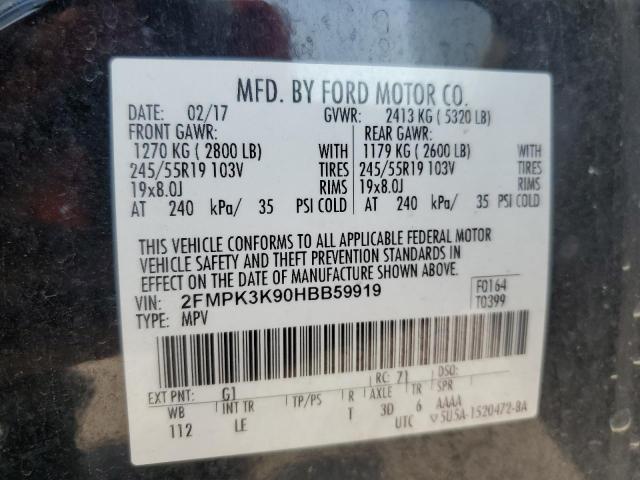 MFD. BY FORD MOTOR CO.
DATE: 02/17 GVWR: 2413 KG ( 5320 LB)
FRONT GAWR: REAR GAWR:
1270 KG ( 2800 LB) WITH 1179 KG ( 2600 LB) WITH
245/55R19 103V TIRES 245/55R19 103V TIRES
19x8.0J RIMS 19x8.0J RIMS
AT 240 kPa/ 35 PSI COLD AT 240 kPa/ 35 PSI COLD
THIS VEHICLE CONFORMS TO ALL APPLICABLE FEDERAL MOTOR
VEHICLE SAFETY AND THEFT PREVENTION STANDARDS IN
EFFECT ON THE DATE OF MANUFACTURE SHOWN ABOVE.
VIN: 2FMPK3K90HBB59919 F0164
TYPE: MPV T0399
EXT PNT: G1 RC: 71 DSO:
WB INT TR TP/PS R AXLE TR SPR
112 LE T 3D 6 AAAA
UTC 5U5A-1520472-BA